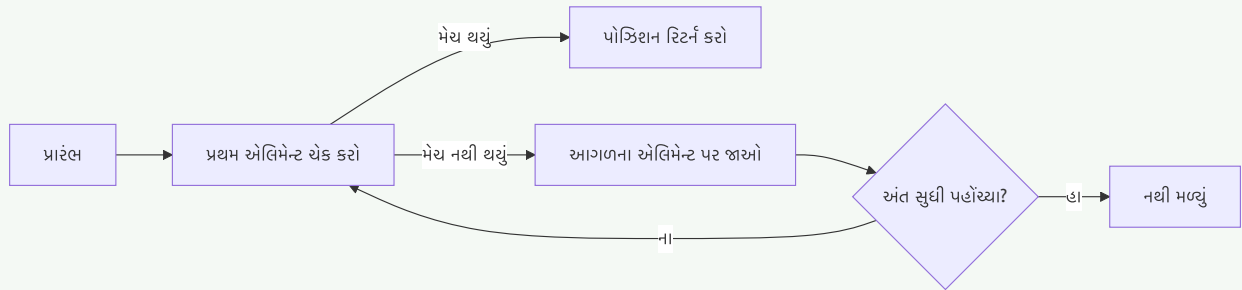 મેચ થયું
પોઝિશન રિટર્ન કરો
પ્રારંભ
પ્રથમ એલિમેન્ટ ચેક કરો
મેચ નથી થયું
આગળના એલિમેન્ટ પર જાઓ
અંત સુધી પહોંચ્યા?
હા
નથી મળ્યું
ના